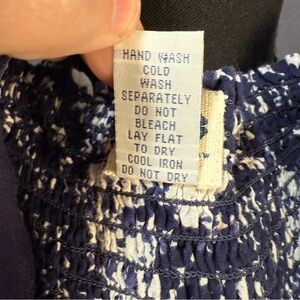 HAND WASH
COLD
WASH
SEPARATELY
DO NOT
BLEACH
LAY FLAT
TO DRY
COOL IRON
DO NOT DRY